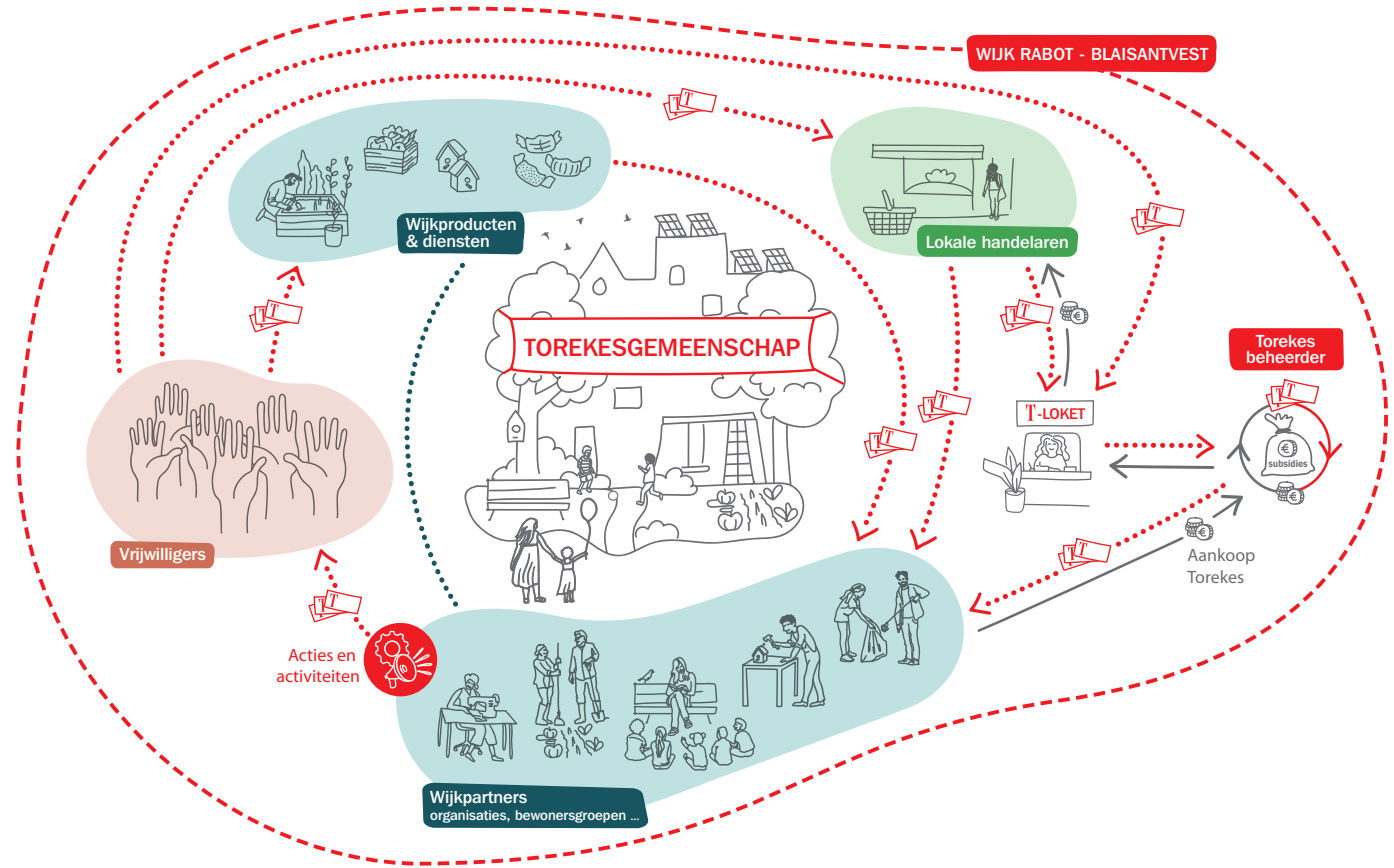 WIJK RABOT - BLAISANTVEST
Wijkproducten
& diensten
Lokale handelaren
TOREKESGEMEENSCHAP
Torekes
beheerder
T-LOKET
subsidies
Vrijwilligers
Aankoop
Torekes
Acties en
activiteiten
Wijkpartners
organisaties, bewonersgroepen ...